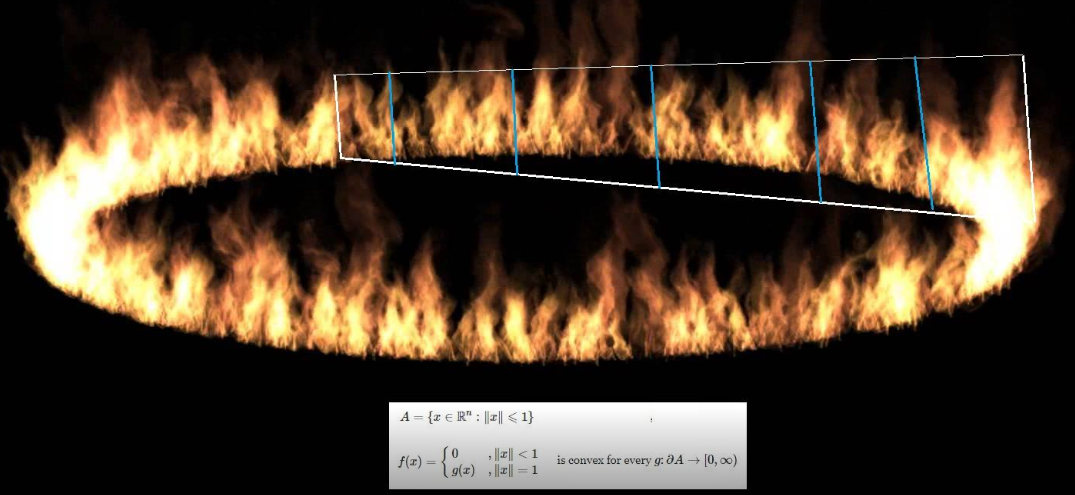 A = {x ∈ ℝⁿ : ‖x‖ ⩽ 1} ,
f(x) = { 0 , ‖x‖ < 1
g(x) , ‖x‖ = 1 is convex for every g: ∂A → [0, ∞)